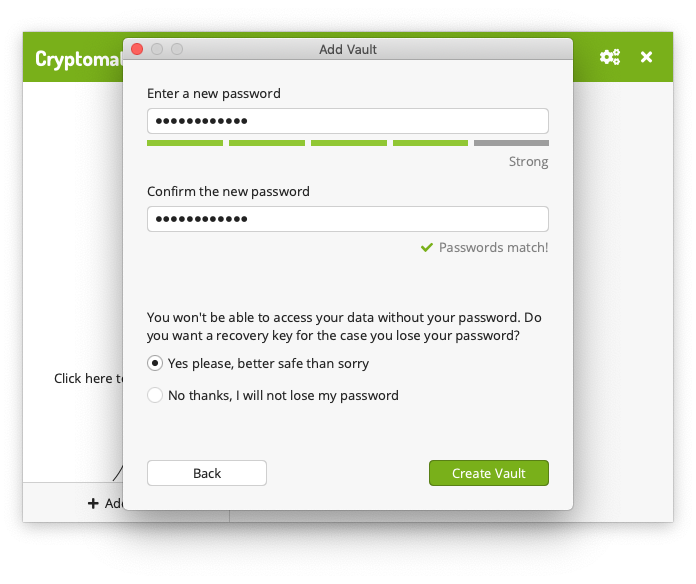 Cryptomat
Add Vault
Enter a new password
●●●●●●●●●●●●
Strong
Confirm the new password
●●●●●●●●●●●●
Passwords match!
You won't be able to access your data without your password. Do
you want a recovery key for the case you lose your password?
Yes please, better safe than sorry
Click here to
No thanks, I will not lose my password
Back
Create Vault
Add